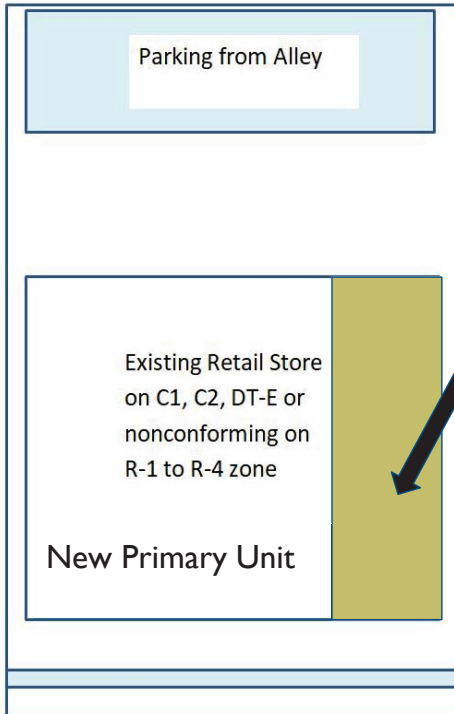 Parking from Alley
Existing Retail Store
on C1, C2, DT-E or
nonconforming on
R-1 to R-4 zone
New Primary Unit